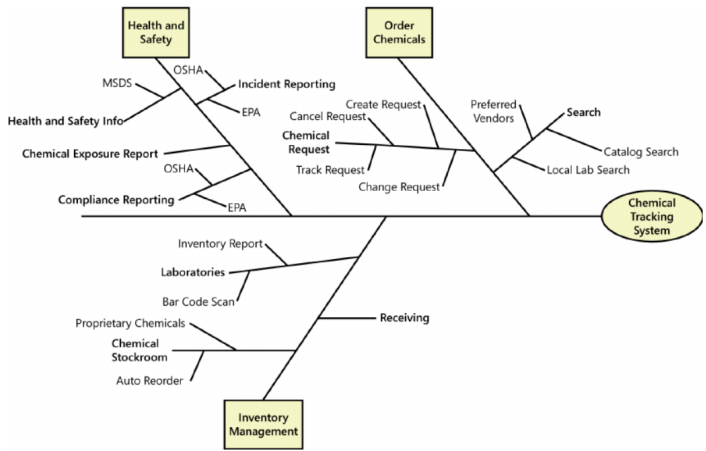 Health and
Safety
Order
Chemicals
OSHA
MSDS
Incident Reporting
EPA
Health and Safety Info
Chemical Exposure Report
OSHA
Compliance Reporting
EPA
Create Request
Cancel Request
Chemical
Request
Track Request
Change Request
Preferred
Vendors
Search
Catalog Search
Local Lab Search
Chemical
Tracking
System
Inventory Report
Laboratories
Bar Code Scan
Receiving
Proprietary Chemicals
Chemical
Stockroom
Auto Reorder
Inventory
Management